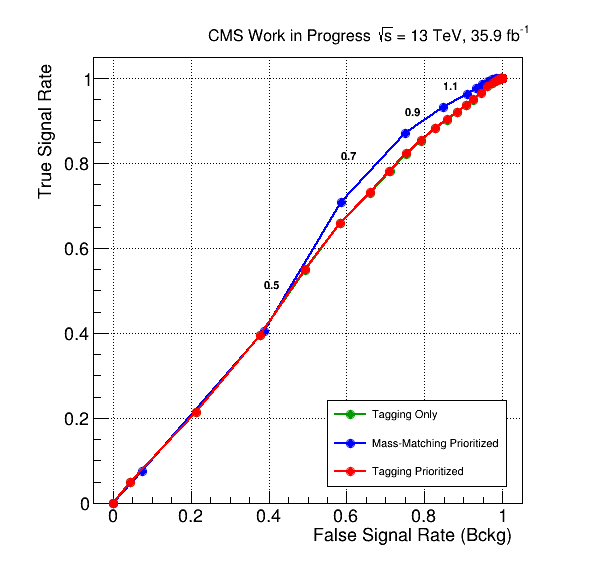 CMS Work in Progress √s = 13 TeV, 35.9 fb⁻¹
True Signal Rate
1
0.8
0.6
0.4
0.2
0
1.1
0.9
0.7
0.5
Tagging Only
Mass-Matching Prioritized
Tagging Prioritized
0 0.2 0.4 0.6 0.8 1
False Signal Rate (Bckg)